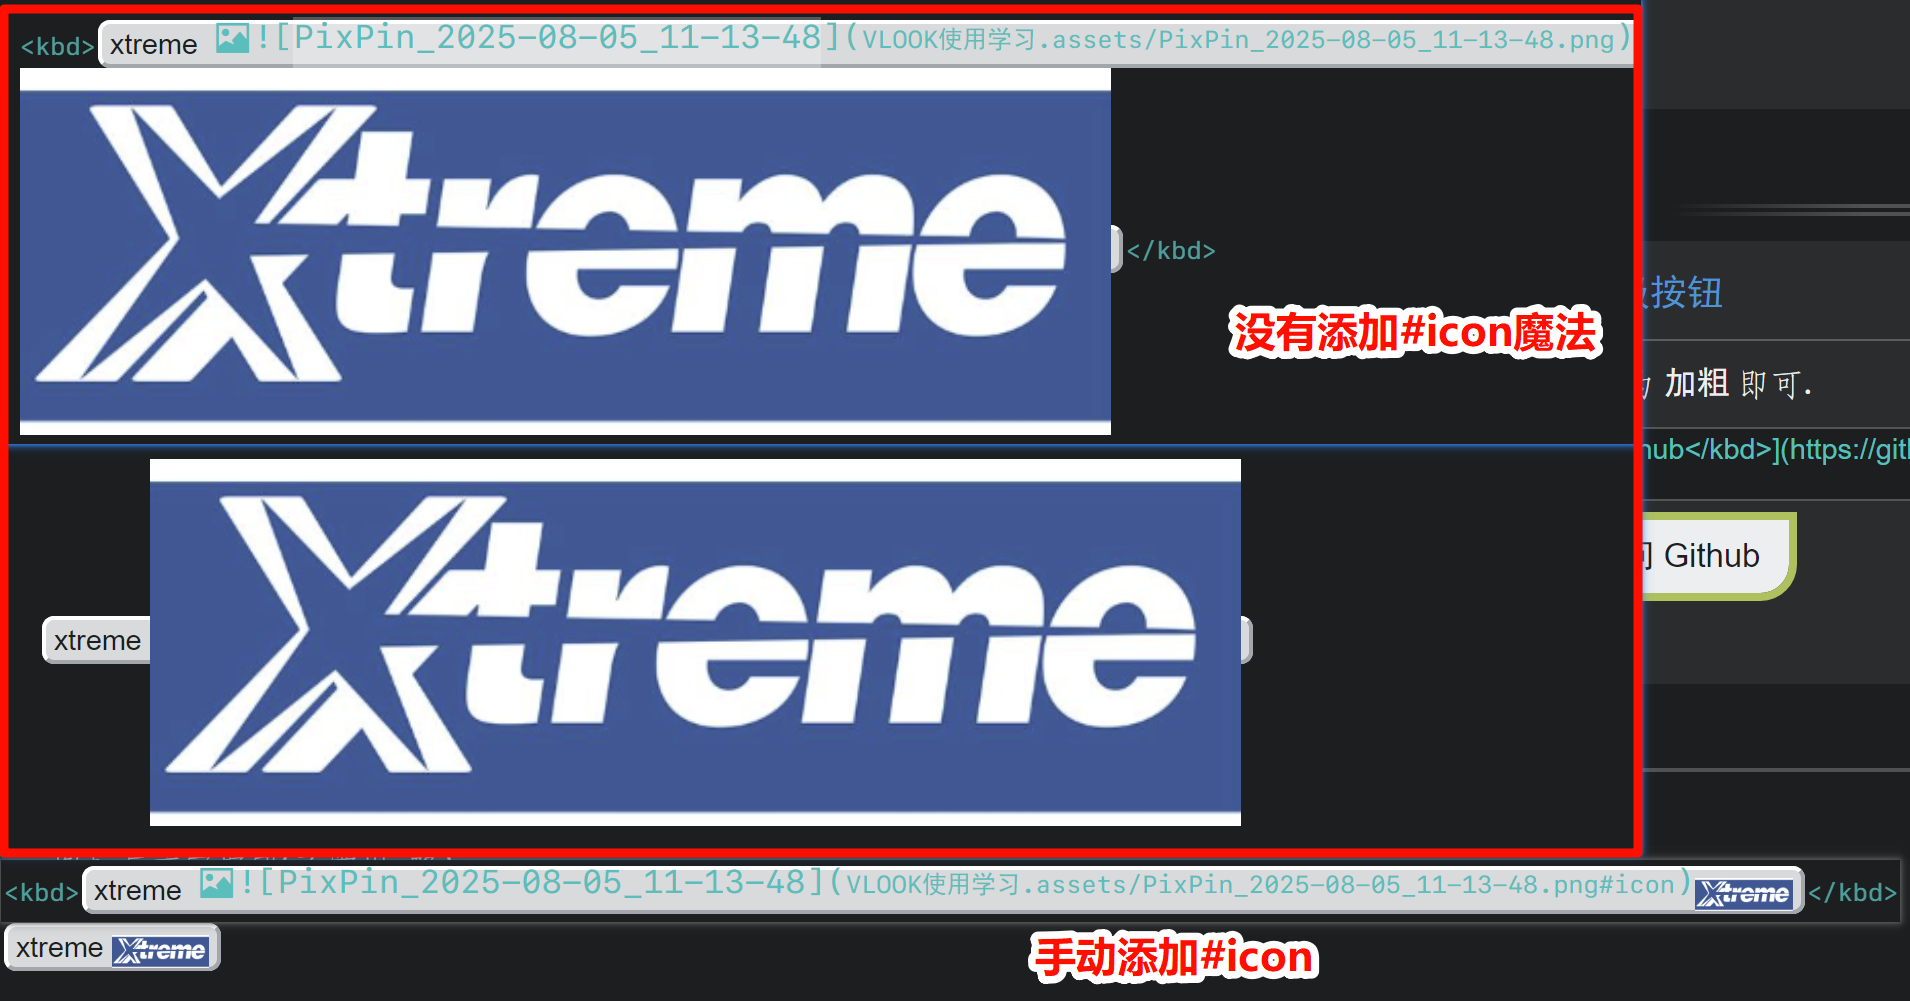 <kbd> xtreme ![PixPin_2025-08-05_11-13-48](VLOOK使用学习.assets/PixPin_2025-08-05_11-13-48.png)
Xtreme </kbd>
按钮
没有添加#icon魔法
加粗 即可.
hub</kbd>](https://git
Github
xtreme Xtreme
<kbd> xtreme ![PixPin_2025-08-05_11-13-48](VLOOK使用学习.assets/PixPin_2025-08-05_11-13-48.png#icon) Xtreme </kbd>
xtreme Xtreme
手动添加#icon